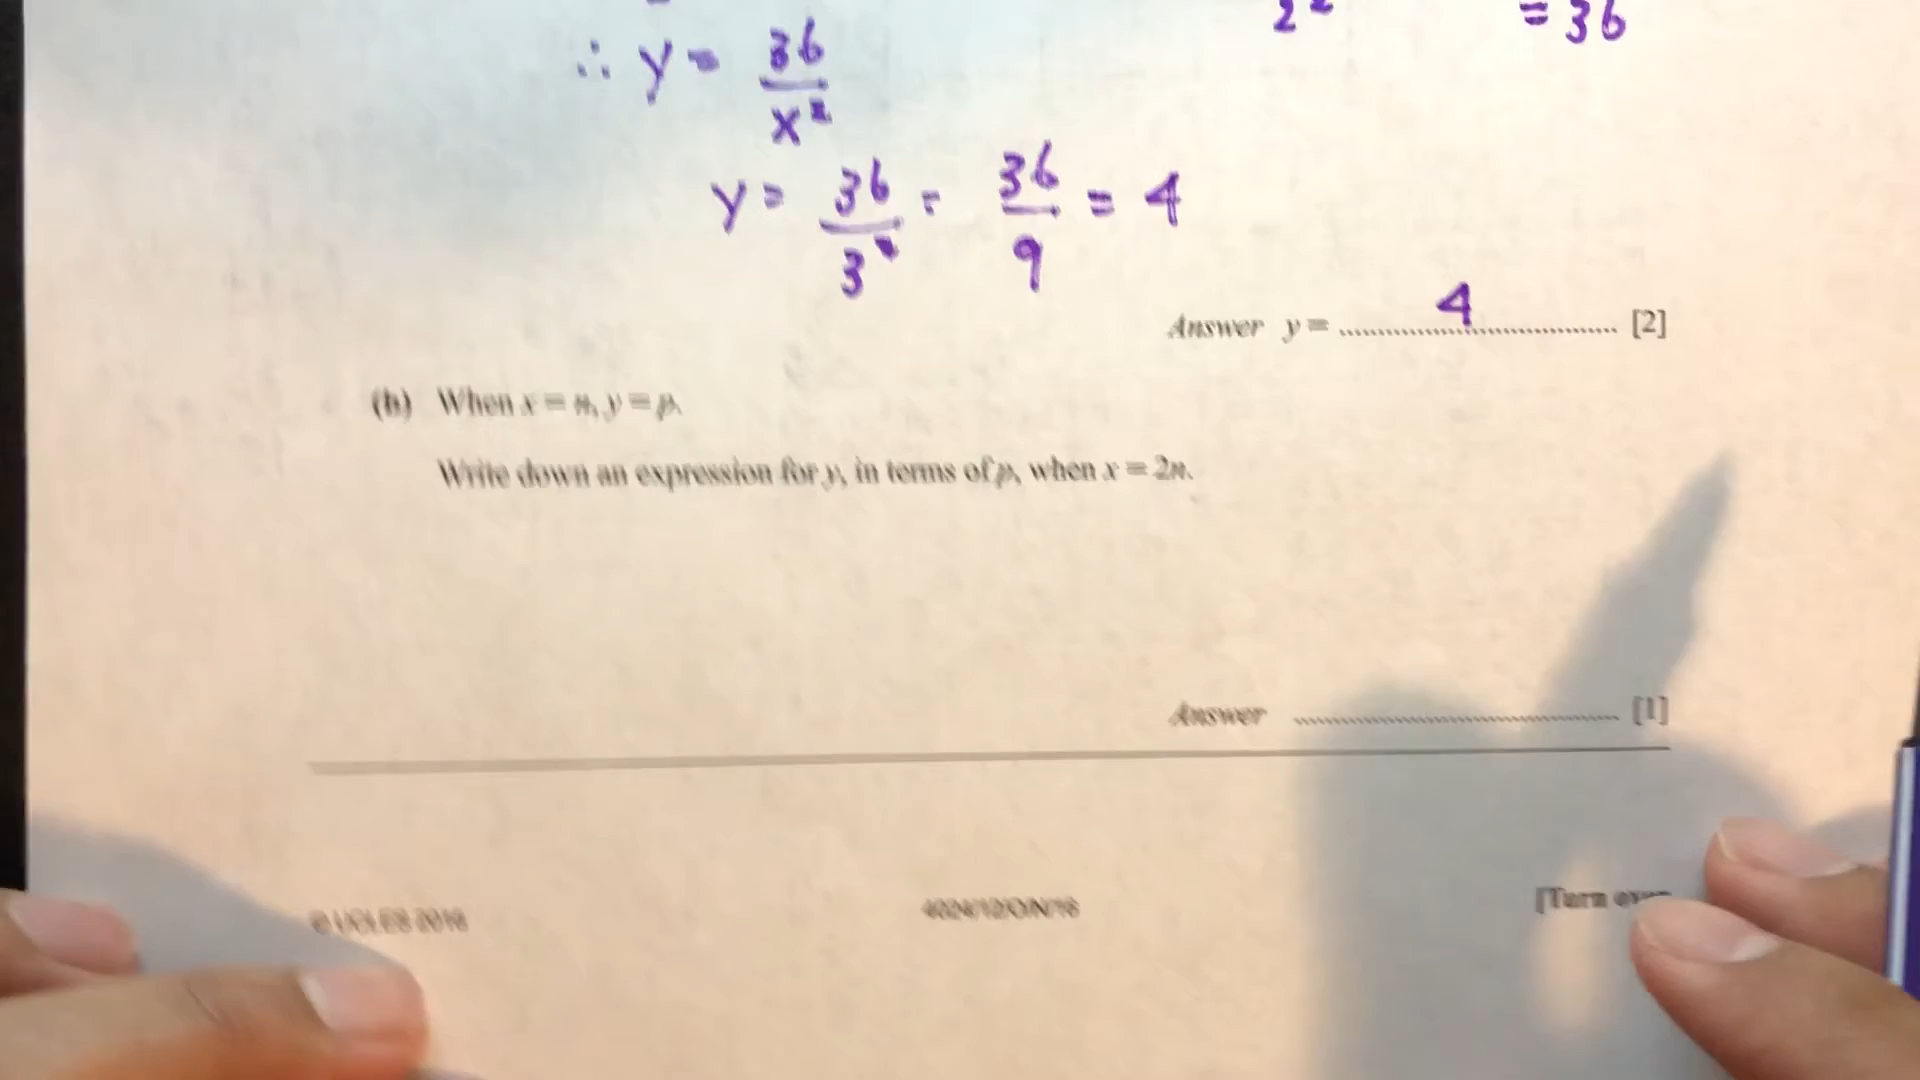 2² = 36
∴ y = 36/x²
y = 36/3² = 36/9 = 4
Answer y = 4 [2]
(b) When x = n, y = p.
Write down an expression for y, in terms of p, when x = 2n.
Answer [1]
© UCLES 2016 4024/12/O/N/16 [Turn over